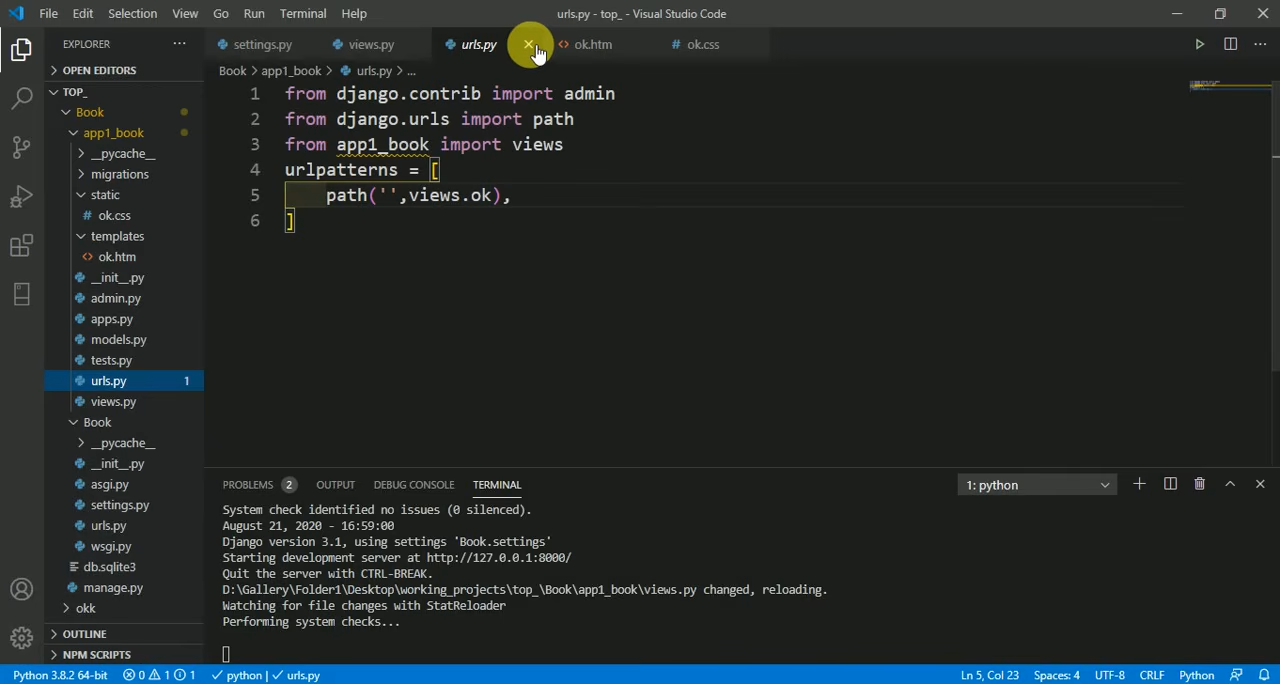 File Edit Selection View Go Run Terminal Help urls.py - top_ - Visual Studio Code
EXPLORER
settings.py views.py urls.py ok.htm ok.css
OPEN EDITORS
Book > app1_book > urls.py > ...
TOP_
Book
app1_book
__pycache__
migrations
static
ok.css
templates
ok.htm
__init__.py
admin.py
apps.py
models.py
tests.py
urls.py 1
views.py
Book
__pycache__
__init__.py
asgi.py
settings.py
urls.py
wsgi.py
db.sqlite3
manage.py
okk
OUTLINE
NPM SCRIPTS
1 from django.contrib import admin
2 from django.urls import path
3 from app1_book import views
4 urlpatterns = [
5 path('',views.ok),
6 ]
PROBLEMS 2 OUTPUT DEBUG CONSOLE TERMINAL 1: python
System check identified no issues (0 silenced).
August 21, 2020 - 16:59:00
Django version 3.1, using settings 'Book.settings'
Starting development server at http://127.0.0.1:8000/
Quit the server with CTRL-BREAK.
D:\Gallery\Folder1\Desktop\working_projects\top_\Book\app1_book\views.py changed, reloading.
Watching for file changes with StatReloader
Performing system checks...
Python 3.8.2 64-bit 0 1 1 python | urls.py Ln 5, Col 23 Spaces: 4 UTF-8 CRLF Python